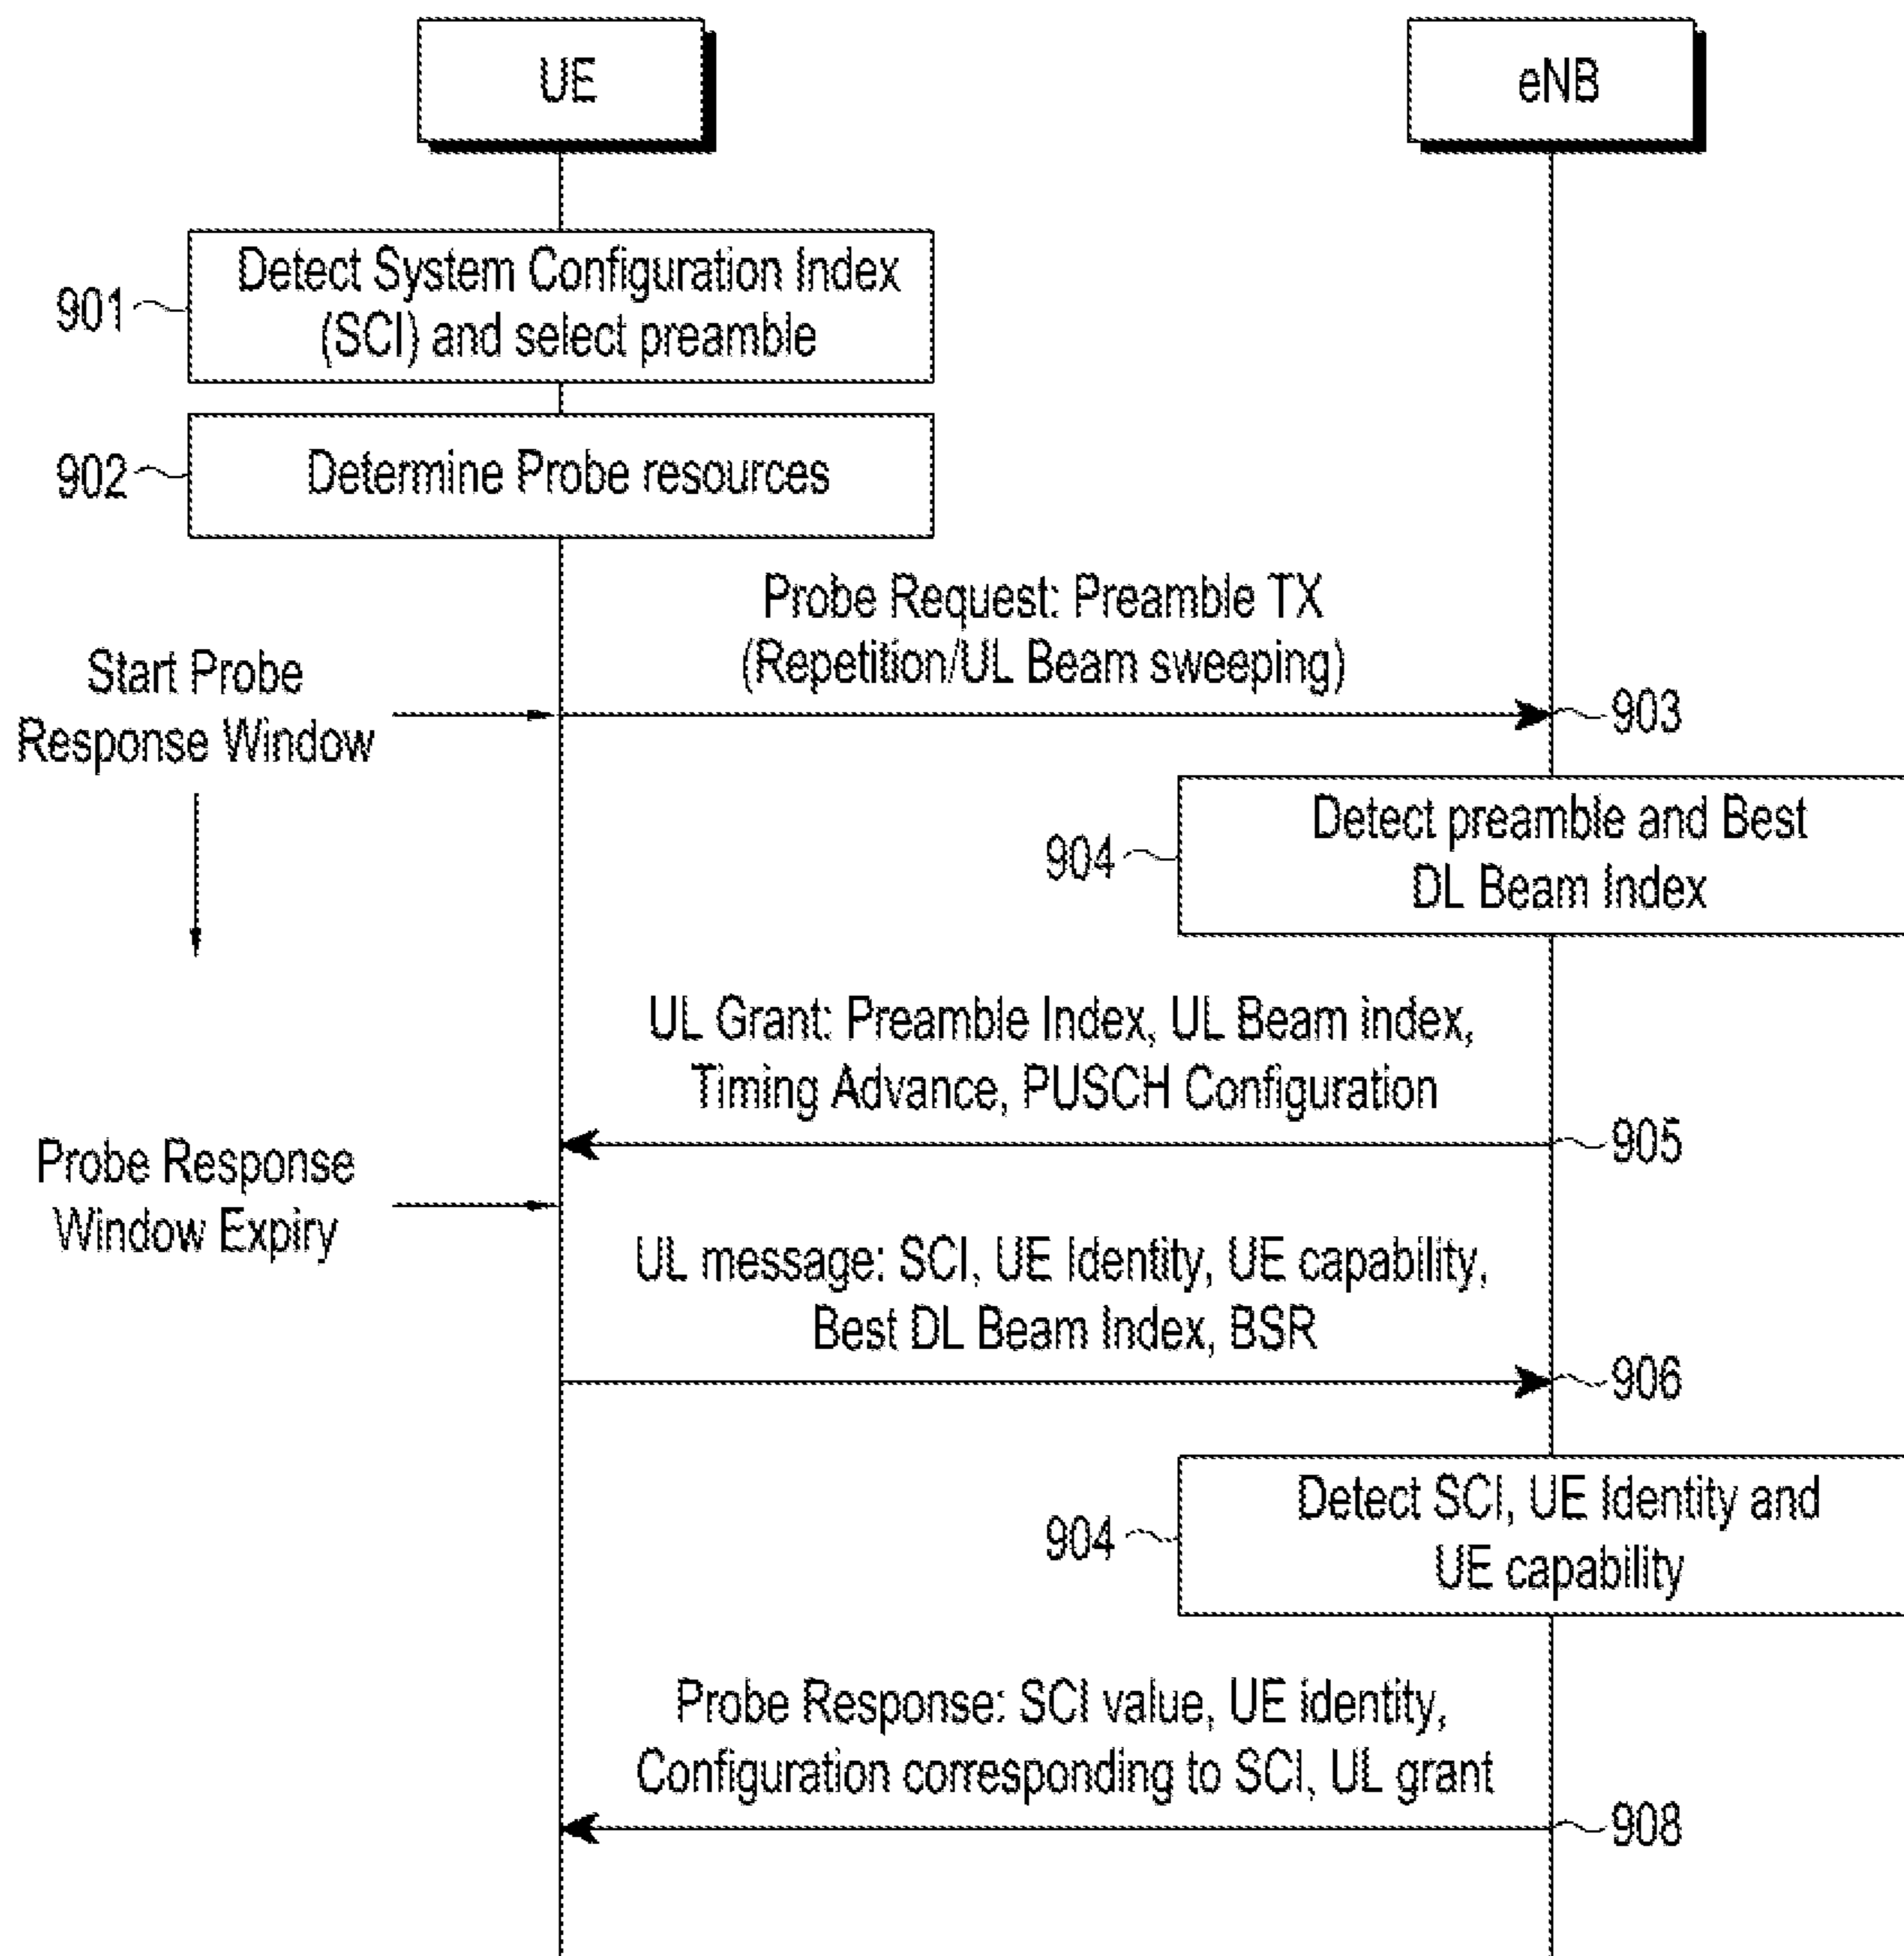 UE
eNB
901
Detect System Configuration Index
(SCI) and select preamble
902
Determine Probe resources
Probe Request: Preamble TX
(Repetition/UL Beam sweeping)
Start Probe
Response Window
903
904
Detect preamble and Best
DL Beam Index
UL Grant: Preamble Index, UL Beam index,
Timing Advance, PUSCH Configuration
905
Probe Response
Window Expiry
UL message: SCI, UE Identity, UE capability,
Best DL Beam Index, BSR
906
904
Detect SCI, UE Identity and
UE capability
Probe Response: SCI value, UE identity,
Configuration corresponding to SCI, UL grant
908